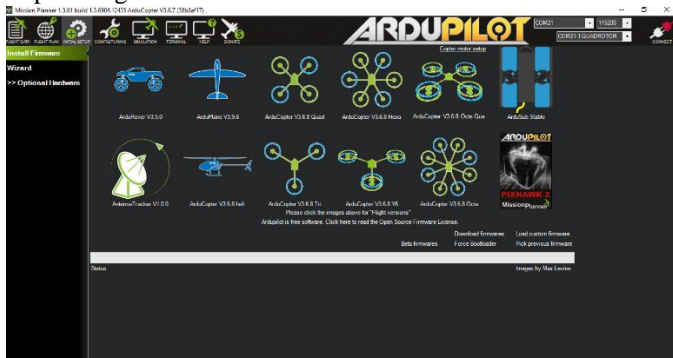 Mission Planner 1.3.61 build 1.3.6904.12435 ArduCopter V3.6.7
FLIGHT DATA FLIGHT PLAN INITIAL SETUP CONFIG/TUNING SIMULATION TERMINAL HELP DONATE
ARDUPILOT
COM21 115200
COM21 1 QUADROTOR
CONNECT
Install Firmware
Wizard
>> Optional Hardware
Copter motor setup
ArduRover V3.5.0 ArduPlane V3.9.8 ArduCopter V3.6.8 Quad ArduCopter V3.6.8 Hexa ArduCopter V3.6.8 Octa Quad ArduSub Stable
ARDUPILOT
PIXHAWK 2
Mission Planner
AntennaTracker V1.0.0 ArduCopter V3.6.8 heli ArduCopter V3.6.8 Tri ArduCopter V3.6.8 Y6 ArduCopter V3.6.8 Octa
Please click the images above for "Flight versions"
Ardupilot is free software. Click here to read the Open Source Firmware License.
Download firmwares Load custom firmware
Beta firmwares Force Bootloader Pick previous firmware
Status
Images by Max Levine